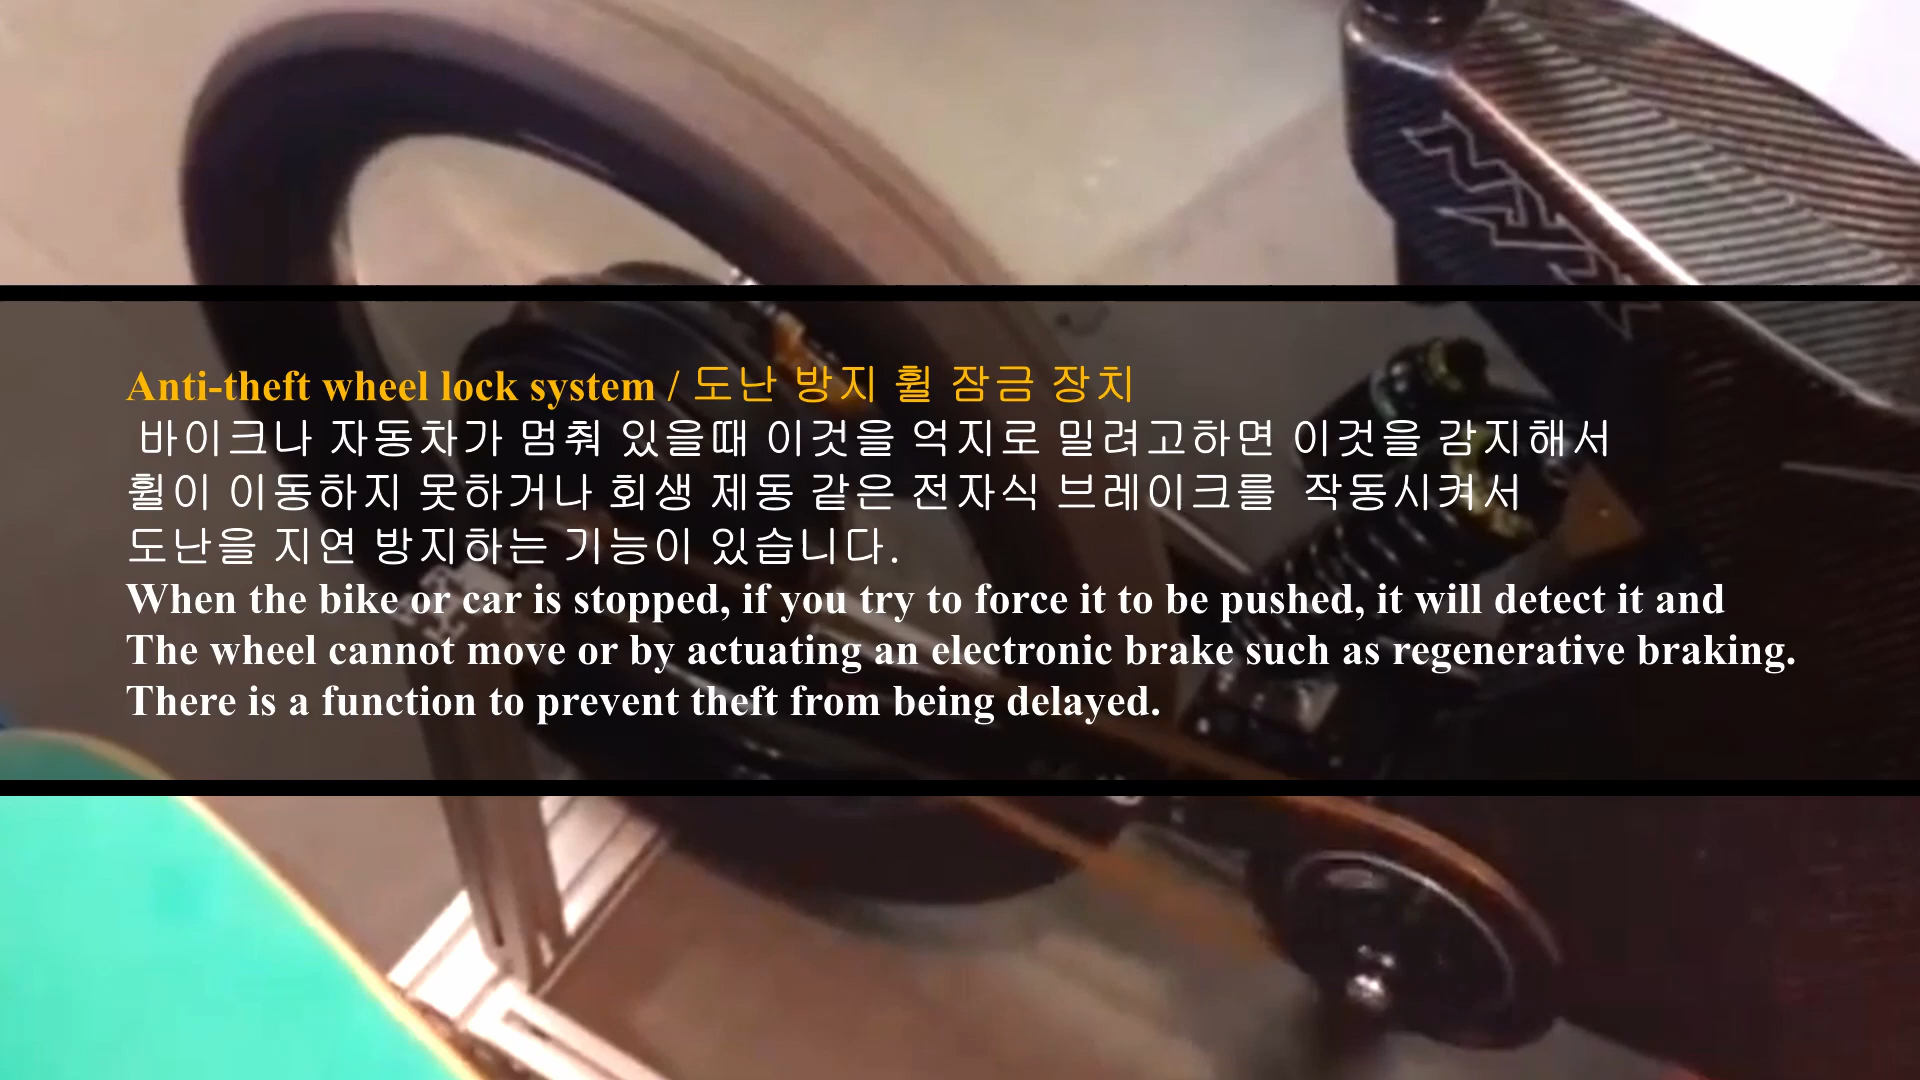 Anti-theft wheel lock system / 도난 방지 휠 잠금 장치
바이크나 자동차가 멈춰 있을때 이것을 억지로 밀려고하면 이것을 감지해서
휠이 이동하지 못하거나 회생 제동 같은 전자식 브레이크를 작동시켜서
도난을 지연 방지하는 기능이 있습니다.
When the bike or car is stopped, if you try to force it to be pushed, it will detect it and
The wheel cannot move or by actuating an electronic brake such as regenerative braking.
There is a function to prevent theft from being delayed.